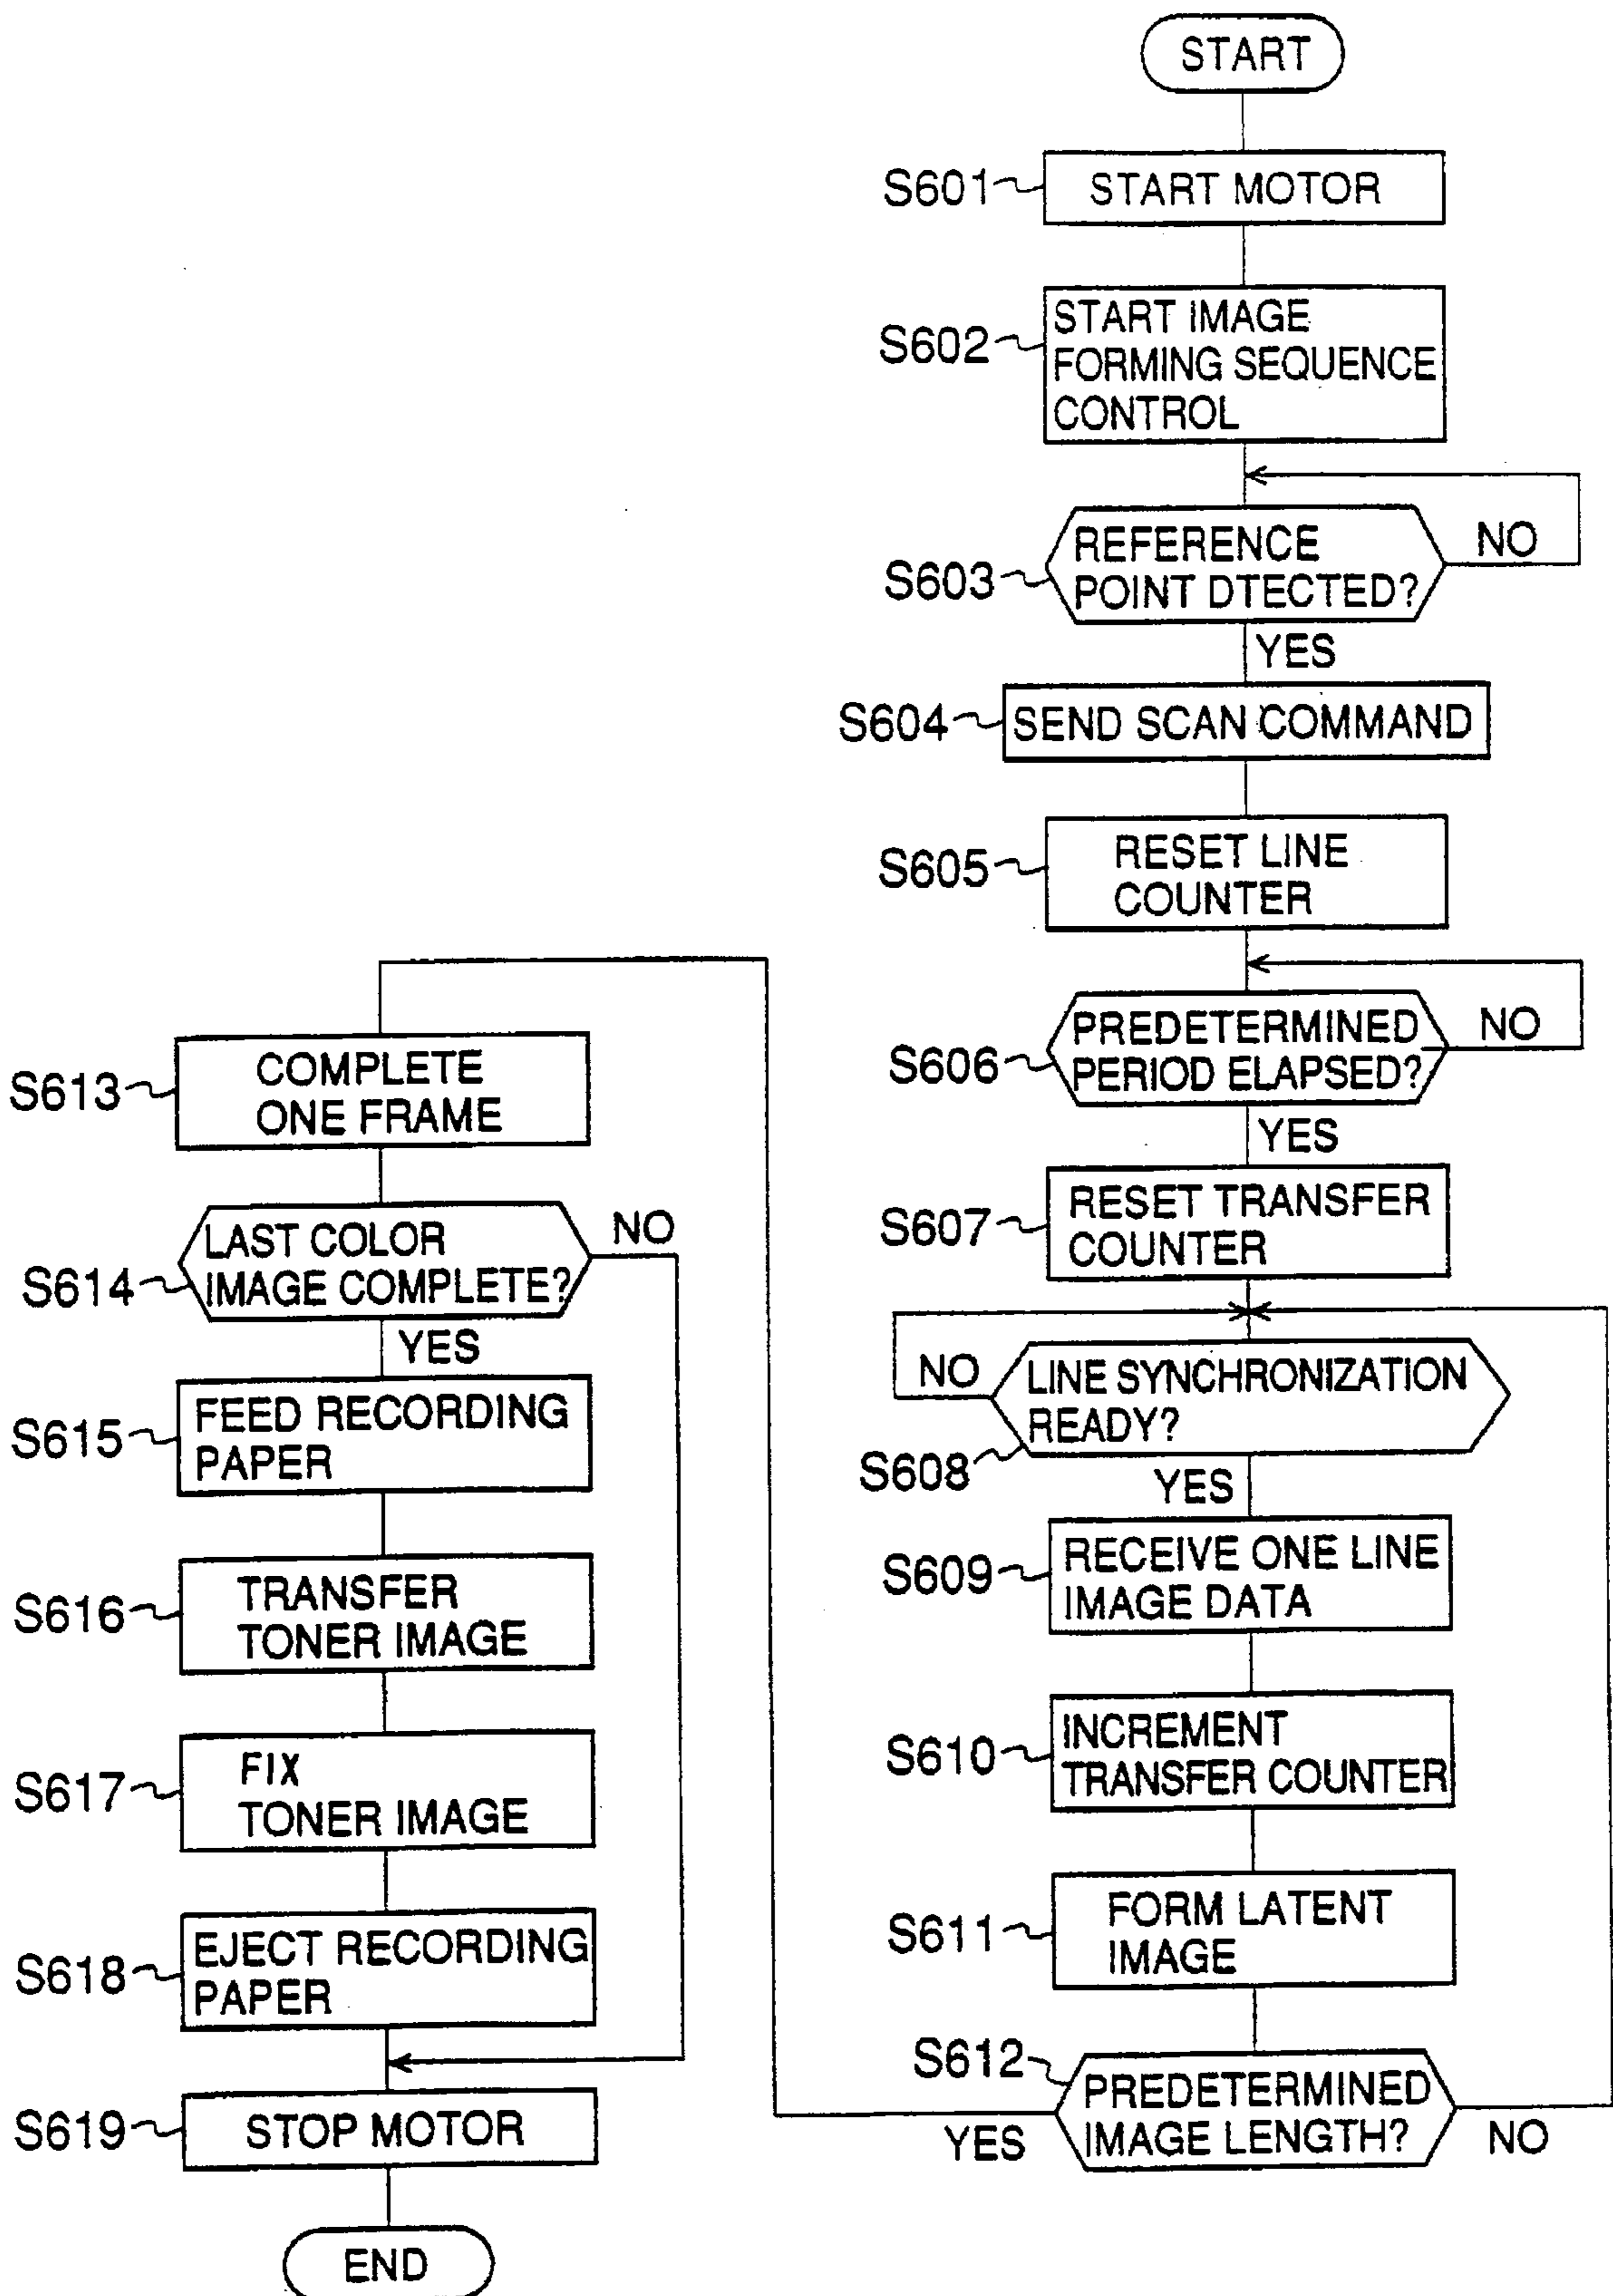 START
S601
START MOTOR
S602
START IMAGE
FORMING SEQUENCE
CONTROL
S603
REFERENCE
POINT DTECTED?
NO
YES
S604
SEND SCAN COMMAND
S605
RESET LINE
COUNTER
S606
PREDETERMINED
PERIOD ELAPSED?
NO
YES
S607
RESET TRANSFER
COUNTER
S608
LINE SYNCHRONIZATION
READY?
NO
YES
S609
RECEIVE ONE LINE
IMAGE DATA
S610
INCREMENT
TRANSFER COUNTER
S611
FORM LATENT
IMAGE
S612
PREDETERMINED
IMAGE LENGTH?
NO
YES
S613
COMPLETE
ONE FRAME
S614
LAST COLOR
IMAGE COMPLETE?
NO
YES
S615
FEED RECORDING
PAPER
S616
TRANSFER
TONER IMAGE
S617
FIX
TONER IMAGE
S618
EJECT RECORDING
PAPER
S619
STOP MOTOR
END